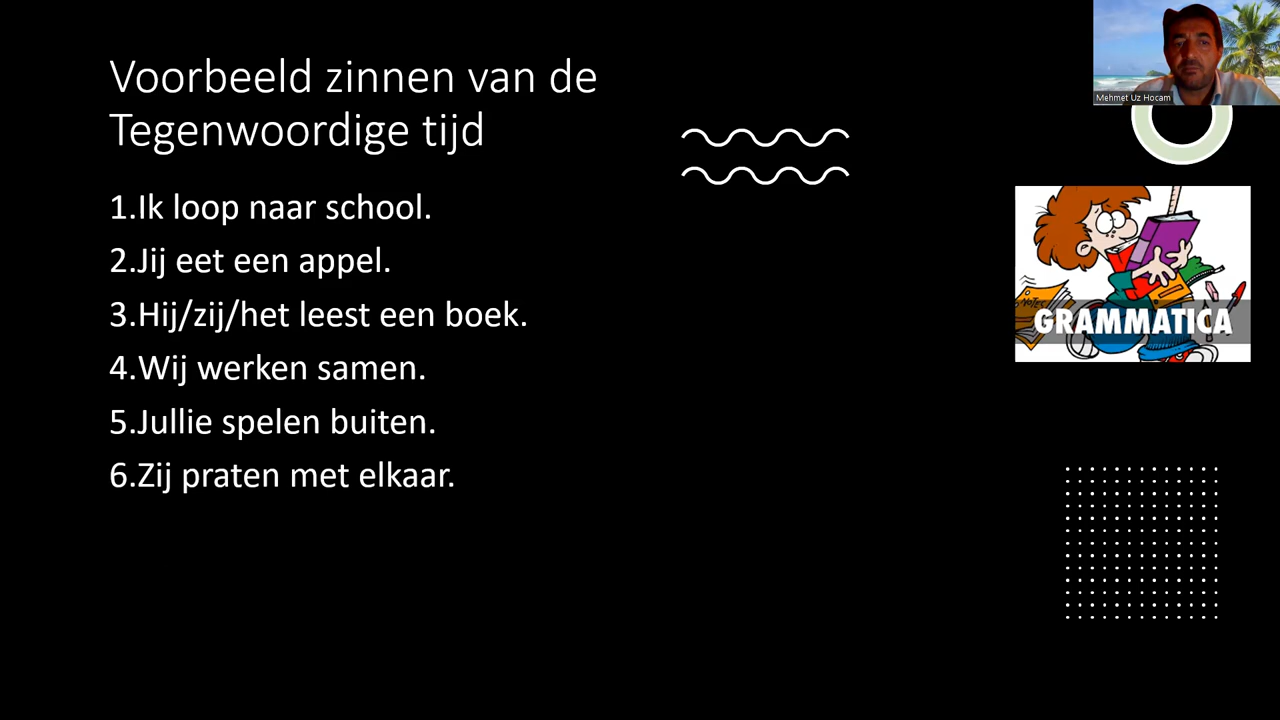 Voorbeeld zinnen van de
Tegenwoordige tijd
1.Ik loop naar school.
2.Jij eet een appel.
3.Hij/zij/het leest een boek.
4.Wij werken samen.
5.Jullie spelen buiten.
6.Zij praten met elkaar.
Mehmet Uz Hocam
NOTEC
GRAMMATICA